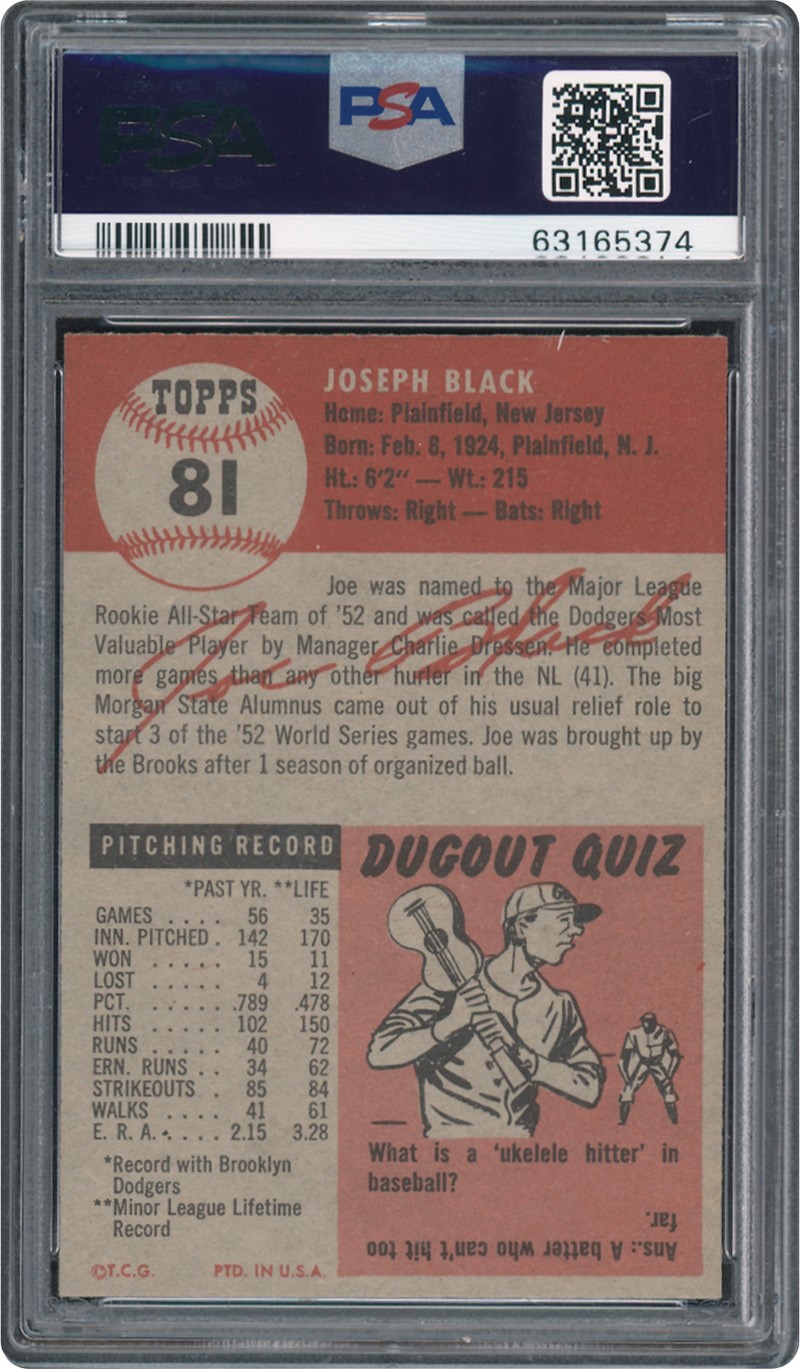 PSA
PSA
63165374
TOPPS
81
JOSEPH BLACK
Home: Plainfield, New Jersey
Born: Feb. 8, 1924, Plainfield, N. J.
Ht.: 6'2" — Wt.: 215
Throws: Right — Bats: Right
Joe was named to the Major League
Rookie All-Star Team of '52 and was called the Dodgers Most
Valuable Player by Manager Charlie Dressen. He completed
more games than any other hurler in the NL (41). The big
Morgan State Alumnus came out of his usual relief role to
start 3 of the '52 World Series games. Joe was brought up by
the Brooks after 1 season of organized ball.
Joe Black
PITCHING RECORD
*PAST YR. **LIFE
GAMES . . . . 56 35
INN. PITCHED . 142 170
WON . . . . . 15 11
LOST . . . . . 4 12
PCT. . . . . . .789 .478
HITS . . . . . 102 150
RUNS . . . . . 40 72
ERN. RUNS . . 34 62
STRIKEOUTS . 85 84
WALKS . . . . 41 61
E. R. A. . . . . 2.15 3.28
*Record with Brooklyn
Dodgers
**Minor League Lifetime
Record
©T.C.G. PTD. IN U.S.A.
DUGOUT QUIZ
What is a 'ukelele hitter' in
baseball?
Ans.: A batter who can't hit too
far.